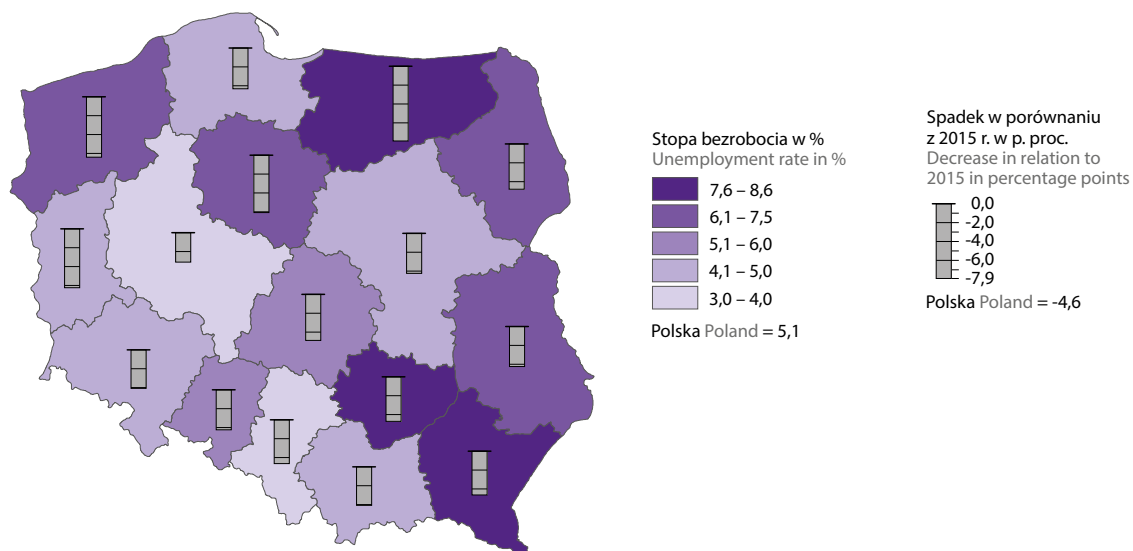 Stopa bezrobocia w %
Unemployment rate in %
7,6 – 8,6
6,1 – 7,5
5,1 – 6,0
4,1 – 5,0
3,0 – 4,0
Polska Poland = 5,1
Spadek w porównaniu
z 2015 r. w p. proc.
Decrease in relation to
2015 in percentage points
0,0
-2,0
-4,0
-6,0
-7,9
Polska Poland = -4,6